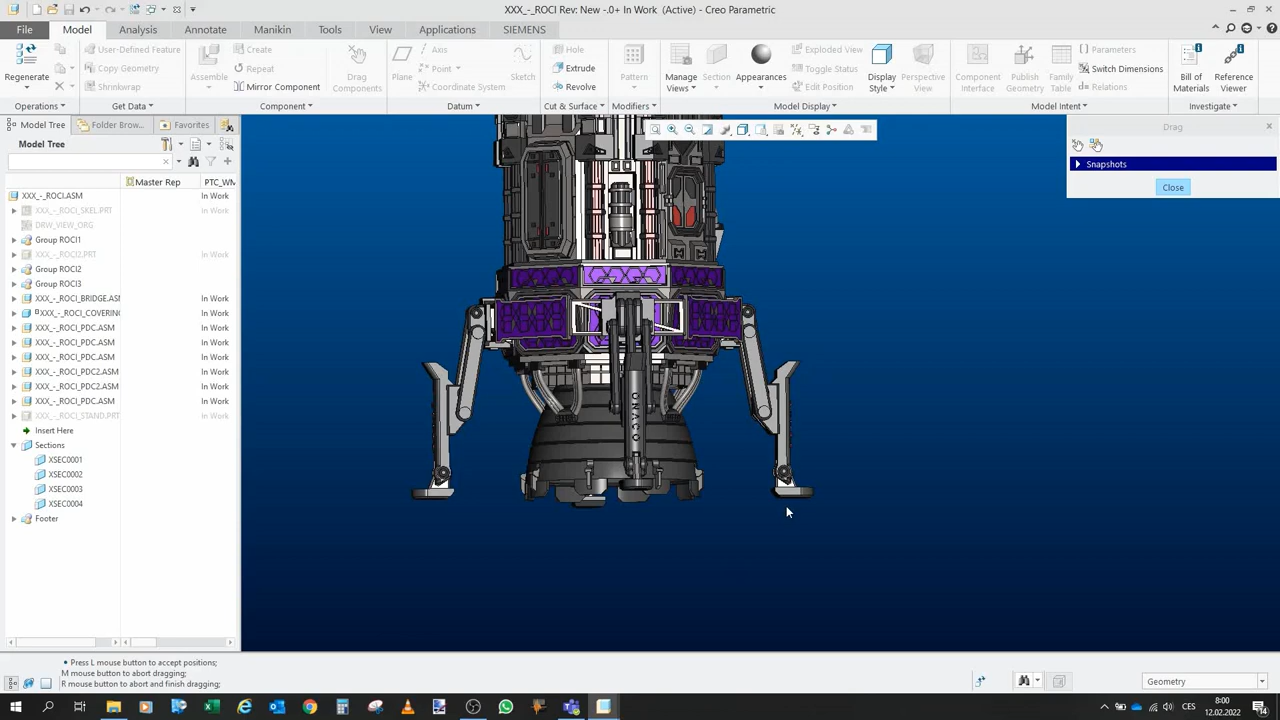 XXX_-_ROCI Rev: New -.0+ In Work (Active) - Creo Parametric
File Model Analysis Annotate Manikin Tools View Applications SIEMENS
User-Defined Feature Create Axis Hole Exploded View Parameters
Copy Geometry Repeat Point Extrude Toggle Status Switch Dimensions
Shrinkwrap Mirror Component Coordinate System Revolve Edit Position Relations
Regenerate Assemble Drag Components Plane Sketch Pattern Manage Views Section Appearances Display Style Perspective View Component Interface Publish Geometry Family Table Bill of Materials Reference Viewer
Operations Get Data Component Datum Cut & Surface Modifiers Model Display Model Intent Investigate
Model Tree Folder Brow... Favorites
Drag
Model Tree
Snapshots
Close
Master Rep PTC_WM
XXX_-_ROCI.ASM In Work
XXX_-_ROCI_SKEL.PRT In Work
DRW_VIEW_ORG
Group ROCI1
XXX_-_ROCI2.PRT In Work
Group ROCI2
Group ROCI3
XXX_-_ROCI_BRIDGE.ASM In Work
XXX_-_ROCI_COVERING In Work
XXX_-_ROCI_PDC.ASM In Work
XXX_-_ROCI_PDC.ASM In Work
XXX_-_ROCI_PDC.ASM In Work
XXX_-_ROCI_PDC2.ASM In Work
XXX_-_ROCI_PDC2.ASM In Work
XXX_-_ROCI_PDC.ASM In Work
XXX_-_ROCI_STAND.PRT In Work
Insert Here
Sections
XSEC0001
XSEC0002
XSEC0003
XSEC0004
Footer
ONACO
• Press L mouse button to accept positions;
M mouse button to abort dragging;
R mouse button to abort and finish dragging;
Geometry
CES
8:00
12.02.2022
14